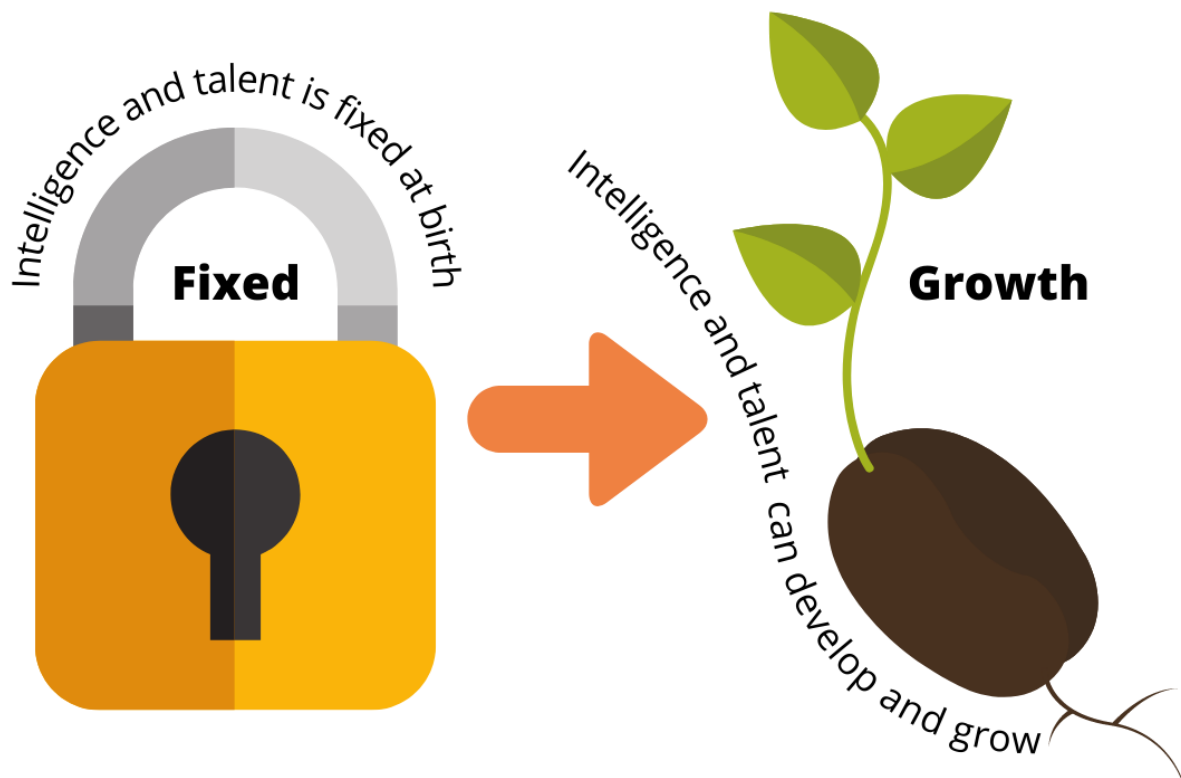 Intelligence and talent is fixed at birth
Fixed
Intelligence and talent can develop and grow
Growth